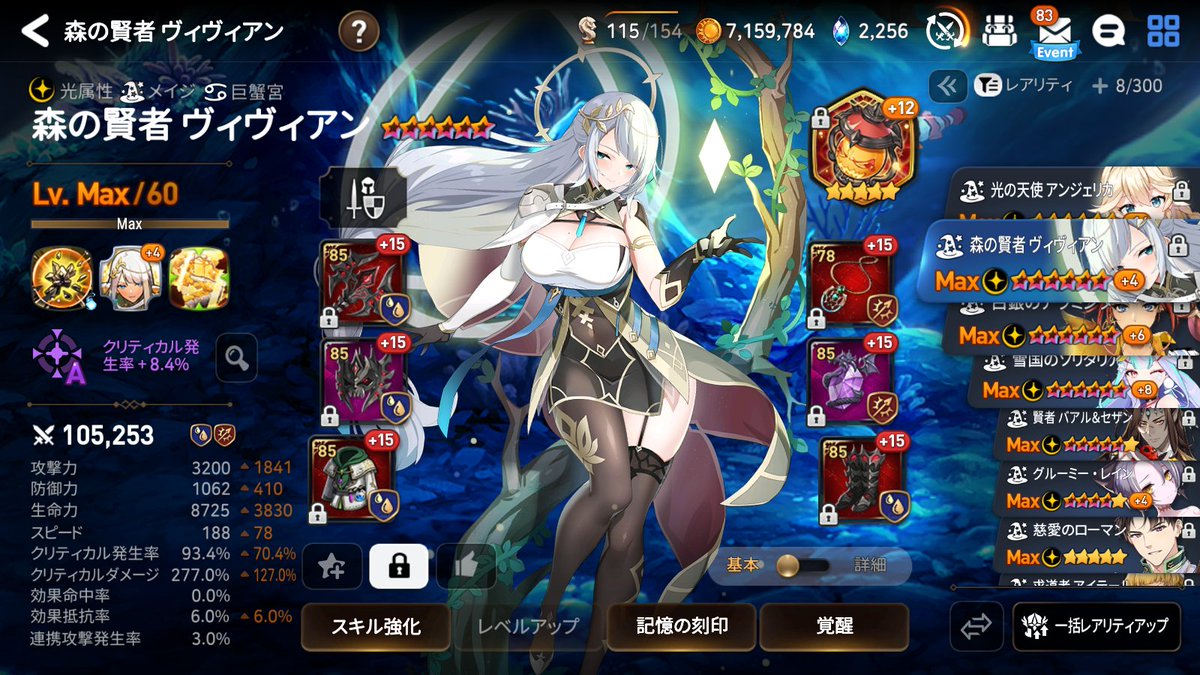 森の賢者 ヴィヴィアン
?
115/154
7,159,784
2,256
83
Event
光属性 メイジ 巨蟹宮
森の賢者 ヴィヴィアン
レアリティ
+ 8/300
Lv. Max/60
Max
+4
クリティカル発
生率+8.4%
A
105,253
攻撃力 3200 1841
防御力 1062 410
生命力 8725 3830
スピード 188 78
クリティカル発生率 93.4% 70.4%
クリティカルダメージ 277.0% 127.0%
効果命中率 0.0%
効果抵抗率 6.0% 6.0%
連携攻撃発生率 3.0%
85 +15
85 +15
85 +15
+12
78 +15
85 +15
85 +15
基本 詳細
スキル強化
レベルアップ
記憶の刻印
覚醒
光の天使 アンジェリカ
森の賢者 ヴィヴィアン
Max +4
Max +6
雪国のソリタリア
Max +8
賢者 バアル&セザン
Max
グルーミー・レイン
Max +4
慈愛のローマン
Max
一括レアリティアップ